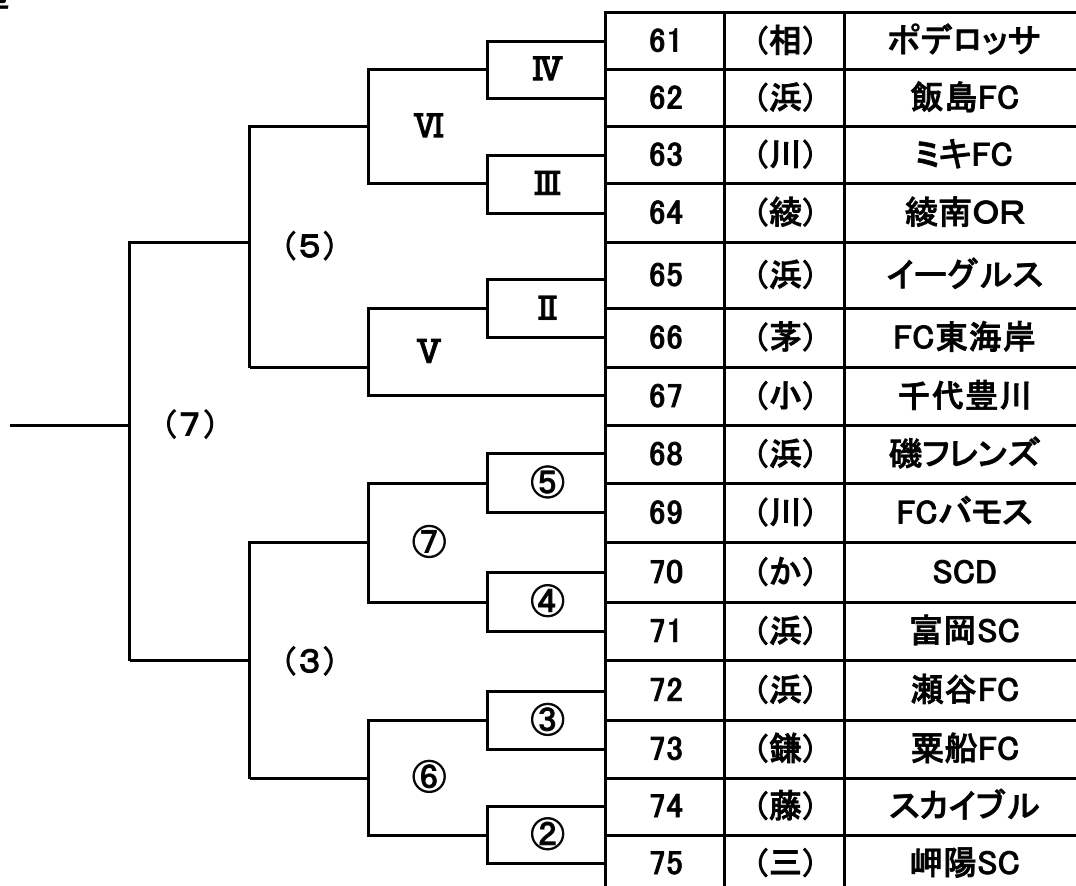 61 (相) ポデロッサ
Ⅳ
62 (浜) 飯島FC
Ⅵ
63 (川) ミキFC
Ⅲ
64 (綾) 綾南OR
(5)
65 (浜) イーグルス
Ⅱ
66 (茅) FC東海岸
Ⅴ
67 (小) 千代豊川
(7)
68 (浜) 磯フレンズ
⑤
69 (川) FCバモス
⑦
70 (か) SCD
④
71 (浜) 富岡SC
(3)
72 (浜) 瀬谷FC
③
73 (鎌) 粟船FC
⑥
74 (藤) スカイブル
②
75 (三) 岬陽SC